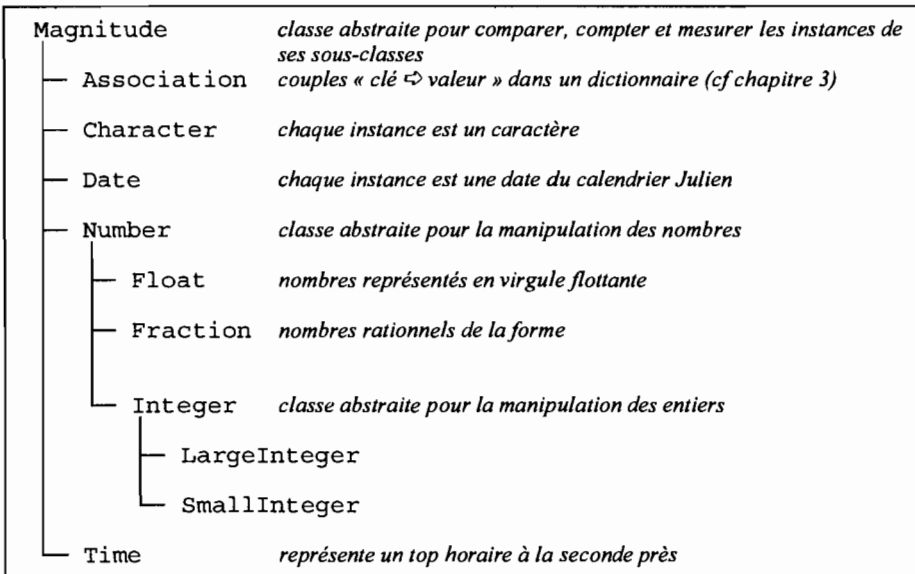 Magnitude classe abstraite pour comparer, compter et mesurer les instances de
ses sous-classes
Association couples « clé ⇨ valeur » dans un dictionnaire (cf chapitre 3)
Character chaque instance est un caractère
Date chaque instance est une date du calendrier Julien
Number classe abstraite pour la manipulation des nombres
Float nombres représentés en virgule flottante
Fraction nombres rationnels de la forme
Integer classe abstraite pour la manipulation des entiers
LargeInteger
SmallInteger
Time représente un top horaire à la seconde près